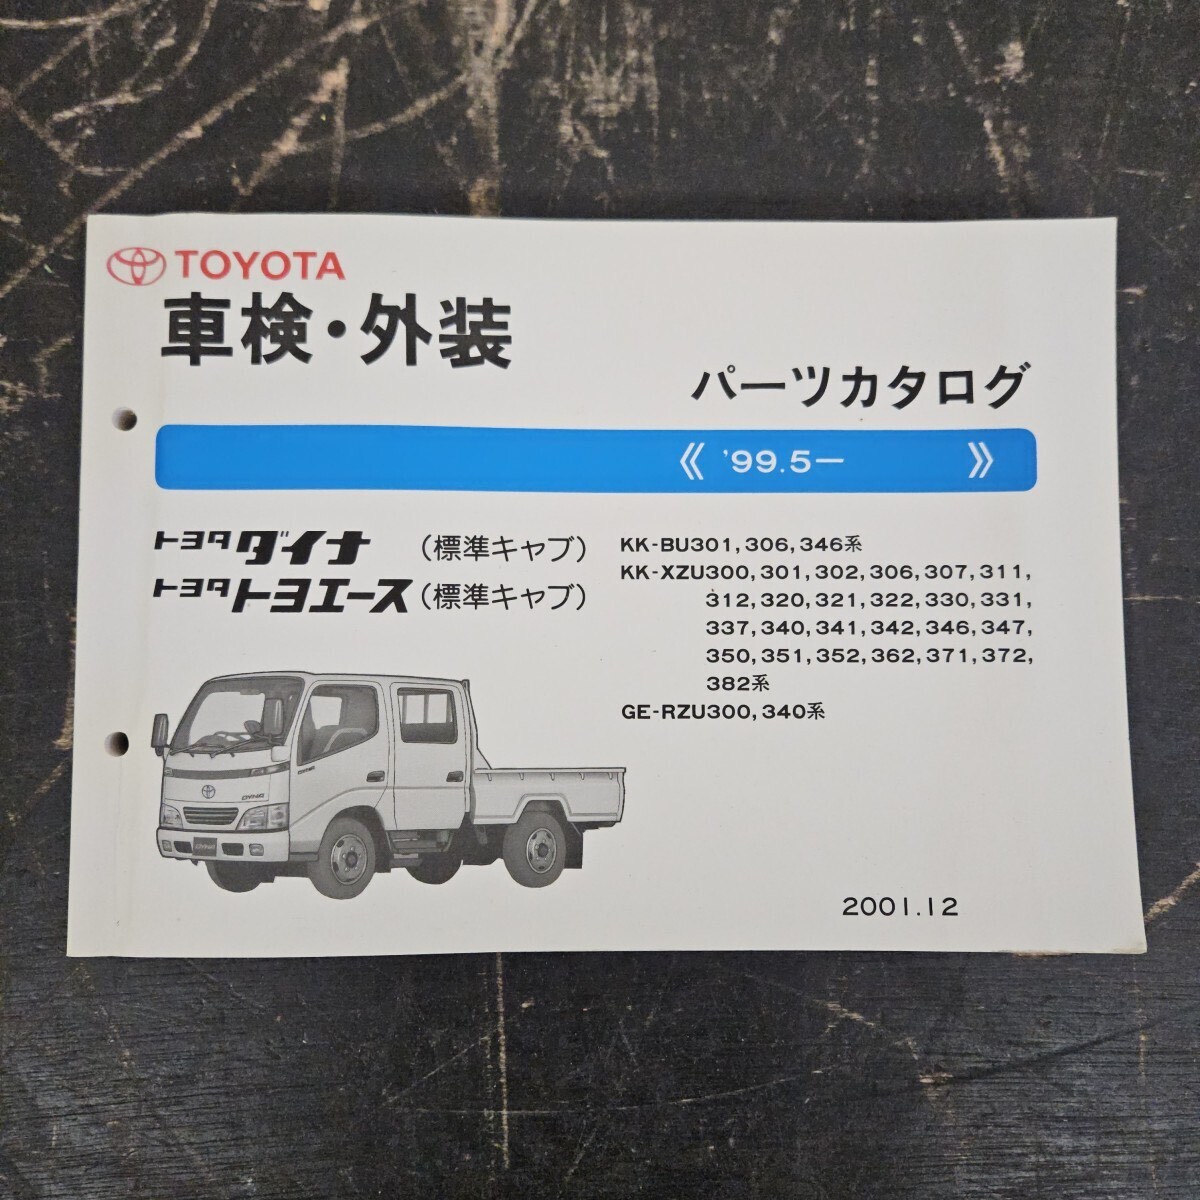 TOYOTA
車検・外装
パーツカタログ
《 '99.5ー 》
トヨタ ダイナ (標準キャブ)
トヨタ トヨエース (標準キャブ)
KK-BU301,306,346系
KK-XZU300,301,302,306,307,311,
312,320,321,322,330,331,
337,340,341,342,346,347,
350,351,352,362,371,372,
382系
GE-RZU300,340系
DYNA
2001.12